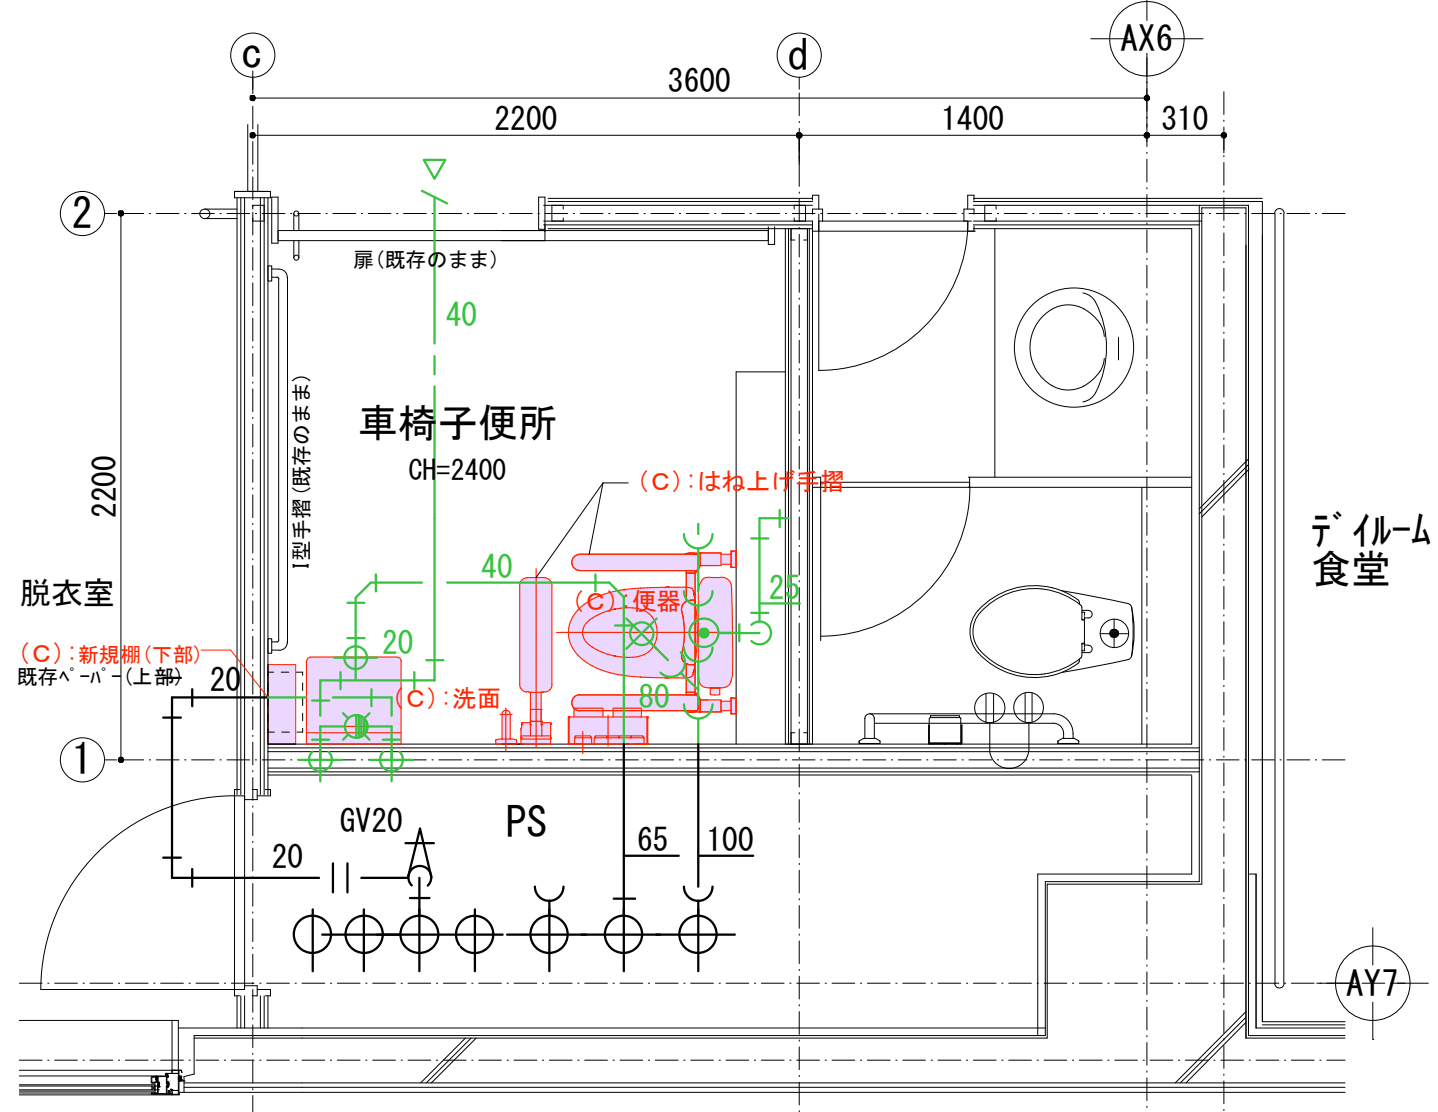 c
d
AX6
3600
2200
1400
310
2
扉(既存のまま)
40
車椅子便所
CH=2400
I型手摺(既存のまま)
2200
(C):はね上げ手摺
デイルーム
食堂
脱衣室
40
(C):便器
25
20
(C):新規棚(下部)
既存ペーパー(上部)
20
(C):洗面
80
1
GV20
PS
65
100
20
AY7